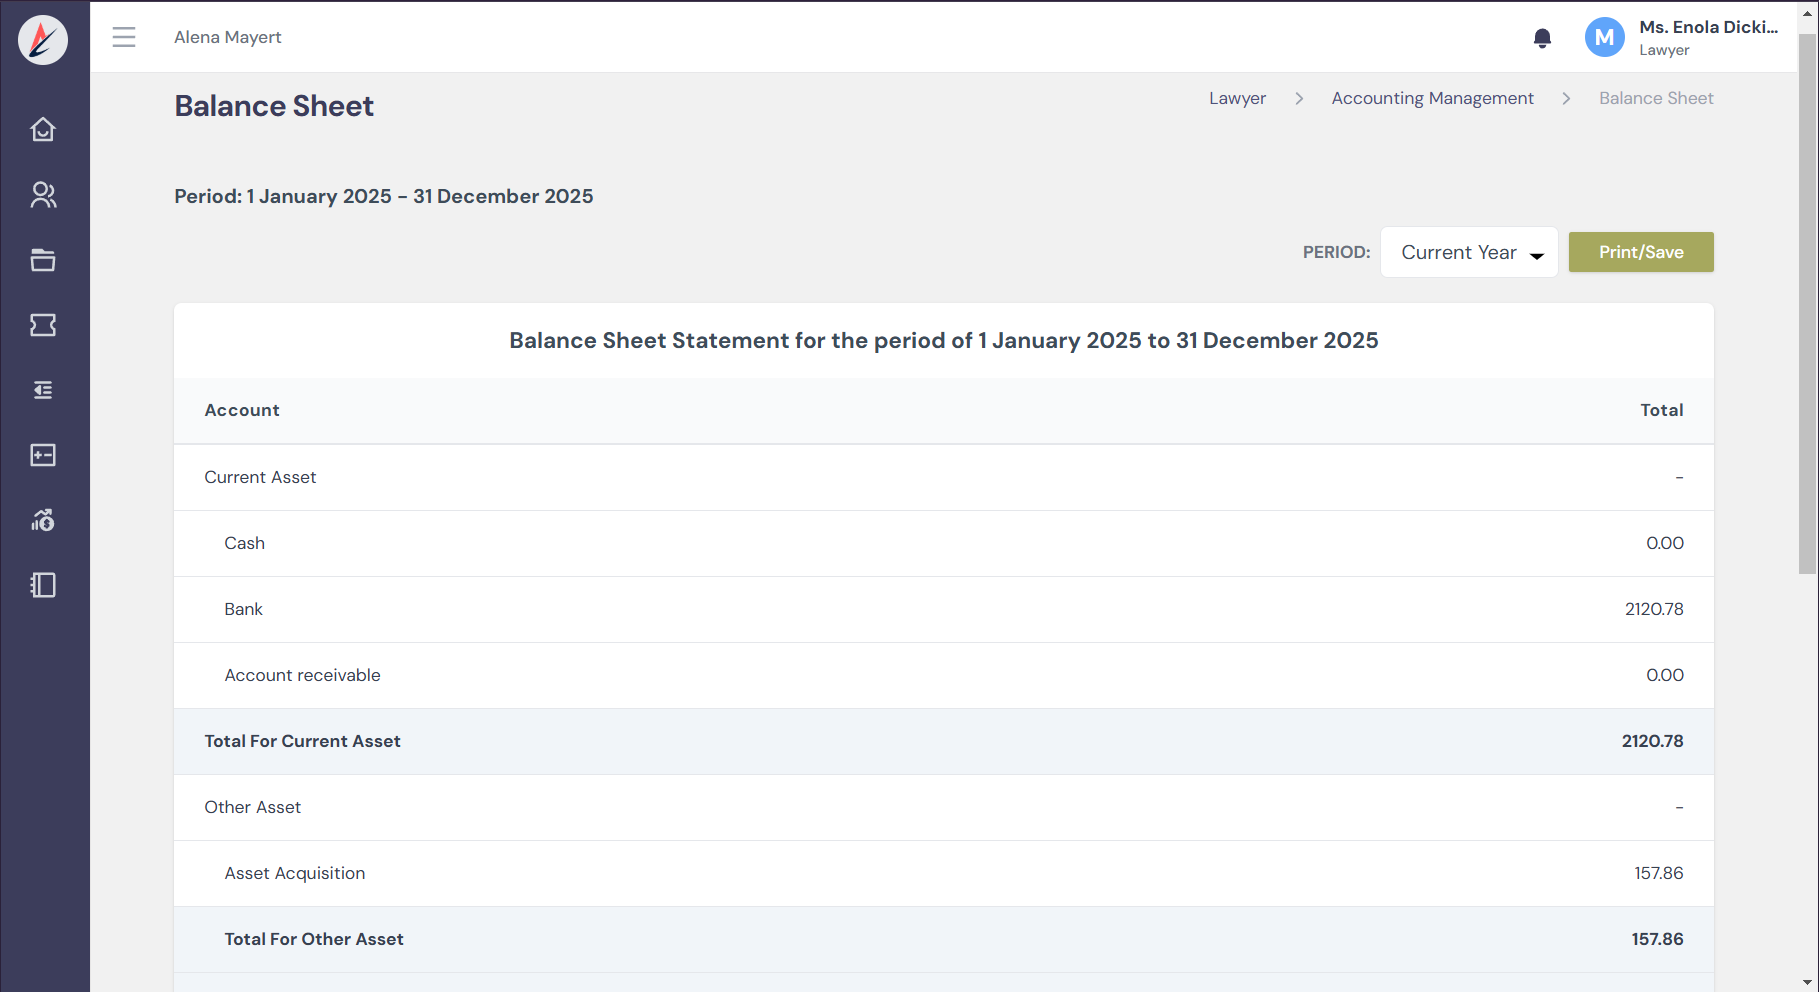 Alena Mayert
M
Ms. Enola Dicki...
Lawyer
Balance Sheet
Lawyer > Accounting Management > Balance Sheet
Period: 1 January 2025 - 31 December 2025
PERIOD:
Current Year
Print/Save
Balance Sheet Statement for the period of 1 January 2025 to 31 December 2025
Account Total
Current Asset -
Cash 0.00
Bank 2120.78
Account receivable 0.00
Total For Current Asset 2120.78
Other Asset -
Asset Acquisition 157.86
Total For Other Asset 157.86